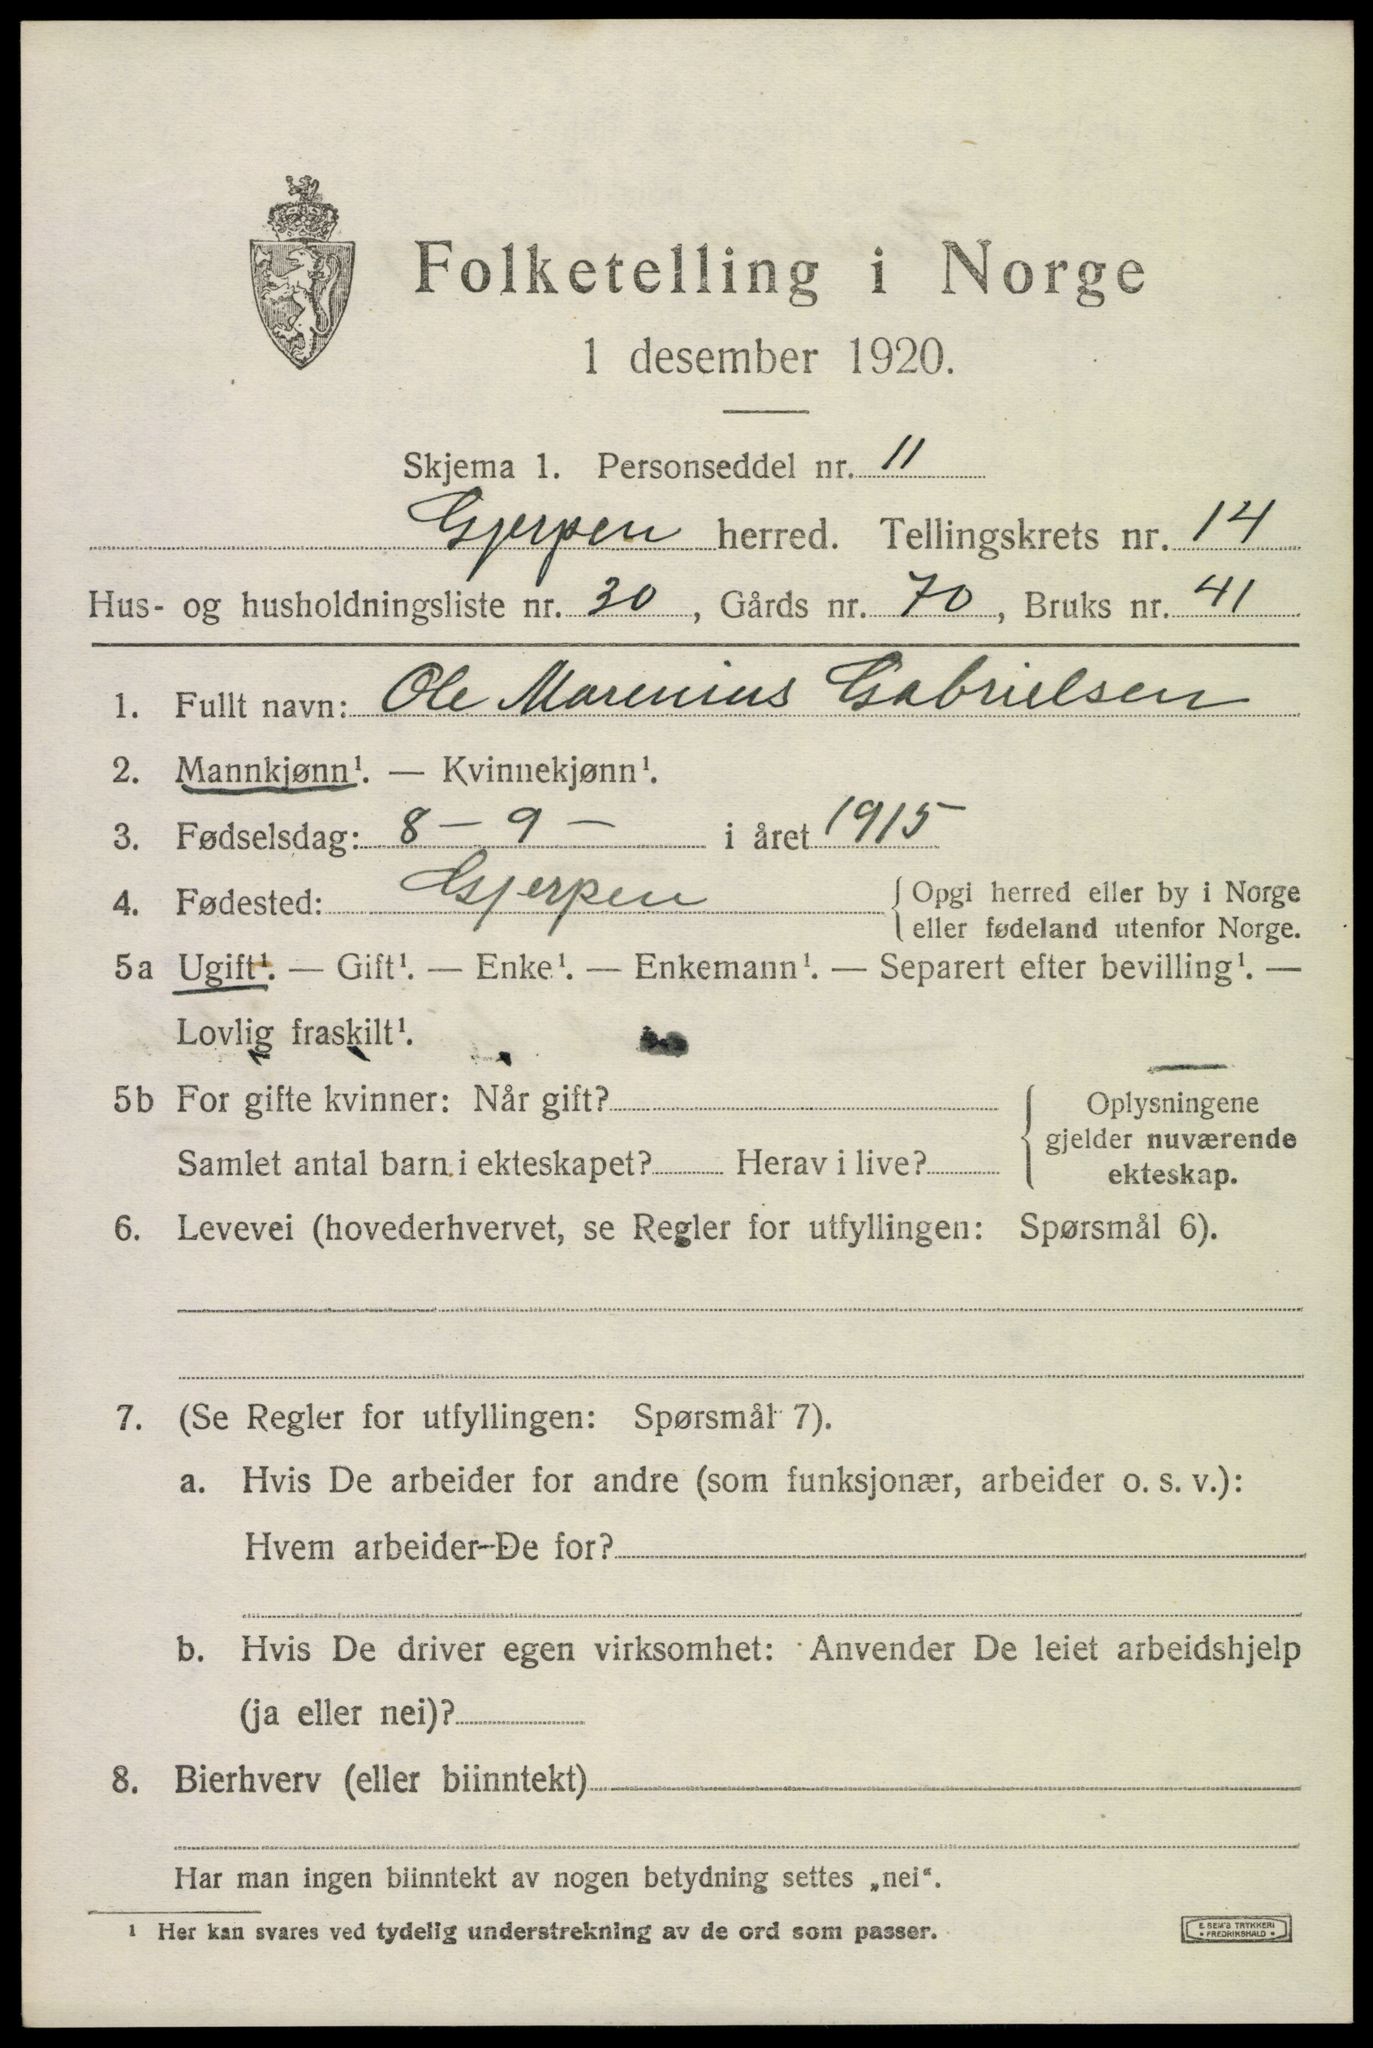 Folketelling i Norge
1 desember 1920.
Skjema 1. Personseddel nr. 11
Gjerpen herred. Tellingskrets nr. 14
Hus- og husholdningsliste nr. 30, Gårds nr. 70, Bruks nr. 41
1. Fullt navn: Ole Marenius Gabrielsen
2. Mannkjønn¹. — Kvinnekjønn¹.
3. Fødselsdag: 8 – 9 – i året 1915
4. Fødested: Gjerpen { Opgi herred eller by i Norge
eller fødeland utenfor Norge.
5a Ugift¹. — Gift¹. — Enke¹. — Enkemann¹. — Separert efter bevilling¹. —
Lovlig fraskilt¹.
5b For gifte kvinner: Når gift?
Samlet antal barn i ekteskapet? Herav i live?
{ Oplysningene
gjelder nuværende
ekteskap.
6. Levevei (hovederhvervet, se Regler for utfyllingen: Spørsmål 6).
7. (Se Regler for utfyllingen: Spørsmål 7).
a. Hvis De arbeider for andre (som funksjonær, arbeider o. s. v.):
Hvem arbeider De for?
b. Hvis De driver egen virksomhet: Anvender De leiet arbeidshjelp
(ja eller nei)?
8. Bierhverv (eller biinntekt)
Har man ingen biinntekt av nogen betydning settes „nei“.
¹ Her kan svares ved tydelig understrekning av de ord som passer.
E SEM'S TRYKKERI
* FREDRIKSHALD *